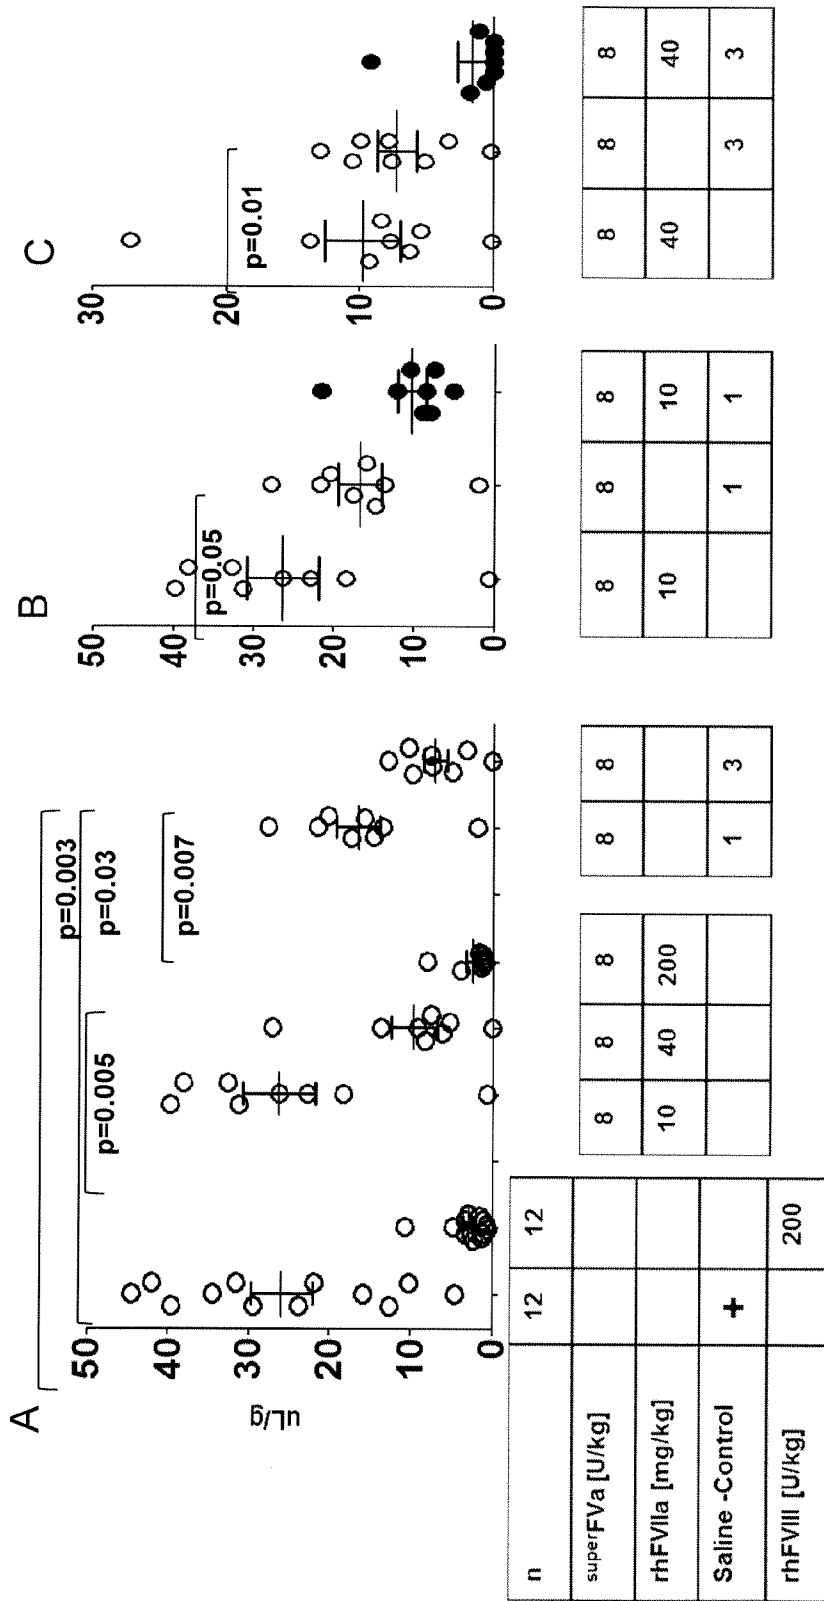 A
B
C
uL/g
50
40
30
20
10
0
p=0.003
p=0.03
p=0.005
p=0.007
50
40
30
20
10
0
p=0.05
30
20
10
0
p=0.01
n 12 12 8 8 8 8 8 8 8 8 8 8 8
superFVa [U/kg]
rhFVIIa [mg/kg] 10 40 200 10 10 40 40
Saline -Control + 1 3 1 1 3 3
rhFVIII [U/kg] 200